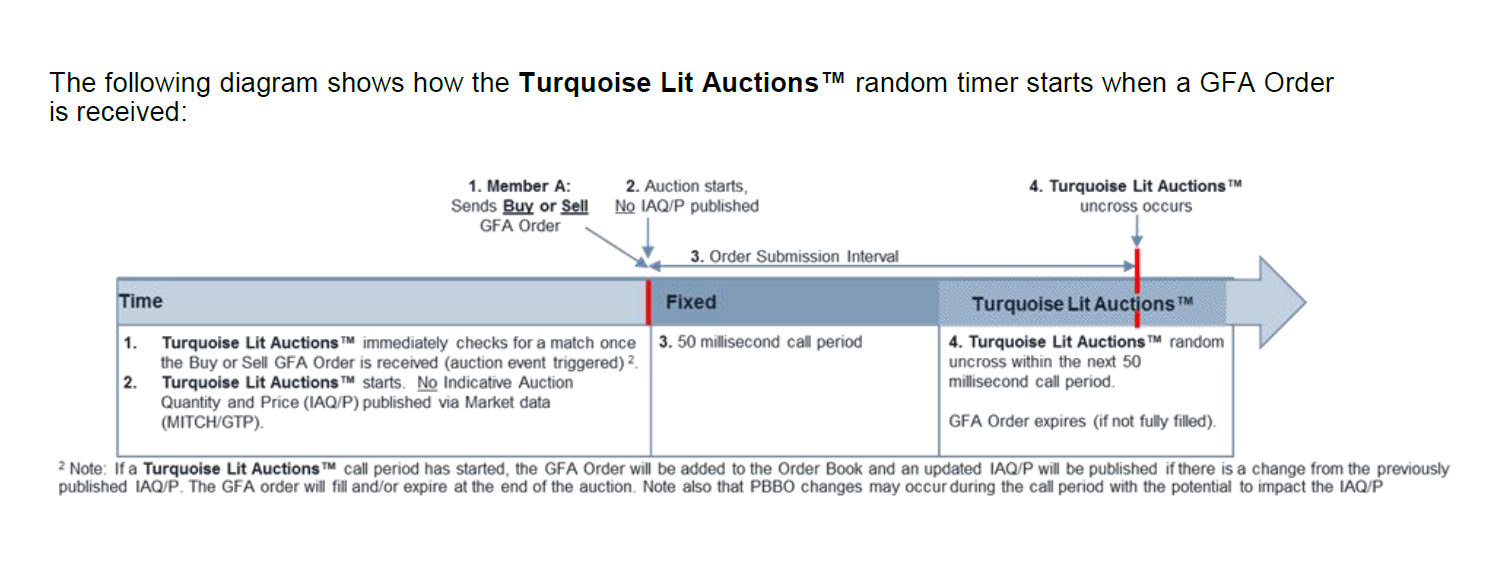 The following diagram shows how the Turquoise Lit Auctions™ random timer starts when a GFA Order
is received:
1. Member A:
Sends Buy or Sell
GFA Order
2. Auction starts,
No IAQ/P published
4. Turquoise Lit Auctions™
uncross occurs
3. Order Submission Interval
Time
Fixed
Turquoise Lit Auctions™
1. Turquoise Lit Auctions™ immediately checks for a match once
the Buy or Sell GFA Order is received (auction event triggered) 2.
2. Turquoise Lit Auctions™ starts. No Indicative Auction
Quantity and Price (IAQ/P) published via Market data
(MITCH/GTP).
3. 50 millisecond call period
4. Turquoise Lit Auctions™ random
uncross within the next 50
millisecond call period.
GFA Order expires (if not fully filled).
2 Note: If a Turquoise Lit Auctions™ call period has started, the GFA Order will be added to the Order Book and an updated IAQ/P will be published if there is a change from the previously
published IAQ/P. The GFA order will fill and/or expire at the end of the auction. Note also that PBBO changes may occur during the call period with the potential to impact the IAQ/P